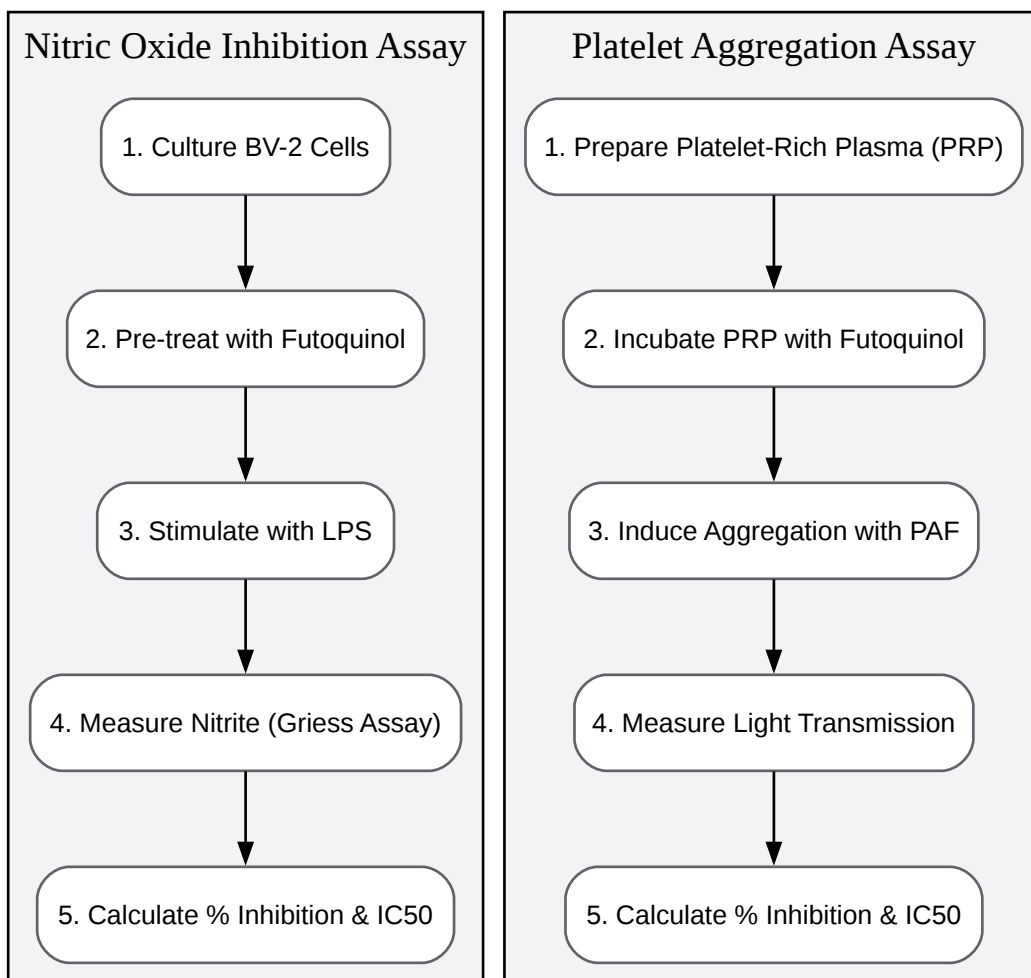 Nitric Oxide Inhibition Assay
1. Culture BV-2 Cells
2. Pre-treat with Futoquinol
3. Stimulate with LPS
4. Measure Nitrite (Griess Assay)
5. Calculate % Inhibition & IC50
Platelet Aggregation Assay
1. Prepare Platelet-Rich Plasma (PRP)
2. Incubate PRP with Futoquinol
3. Induce Aggregation with PAF
4. Measure Light Transmission
5. Calculate % Inhibition & IC50